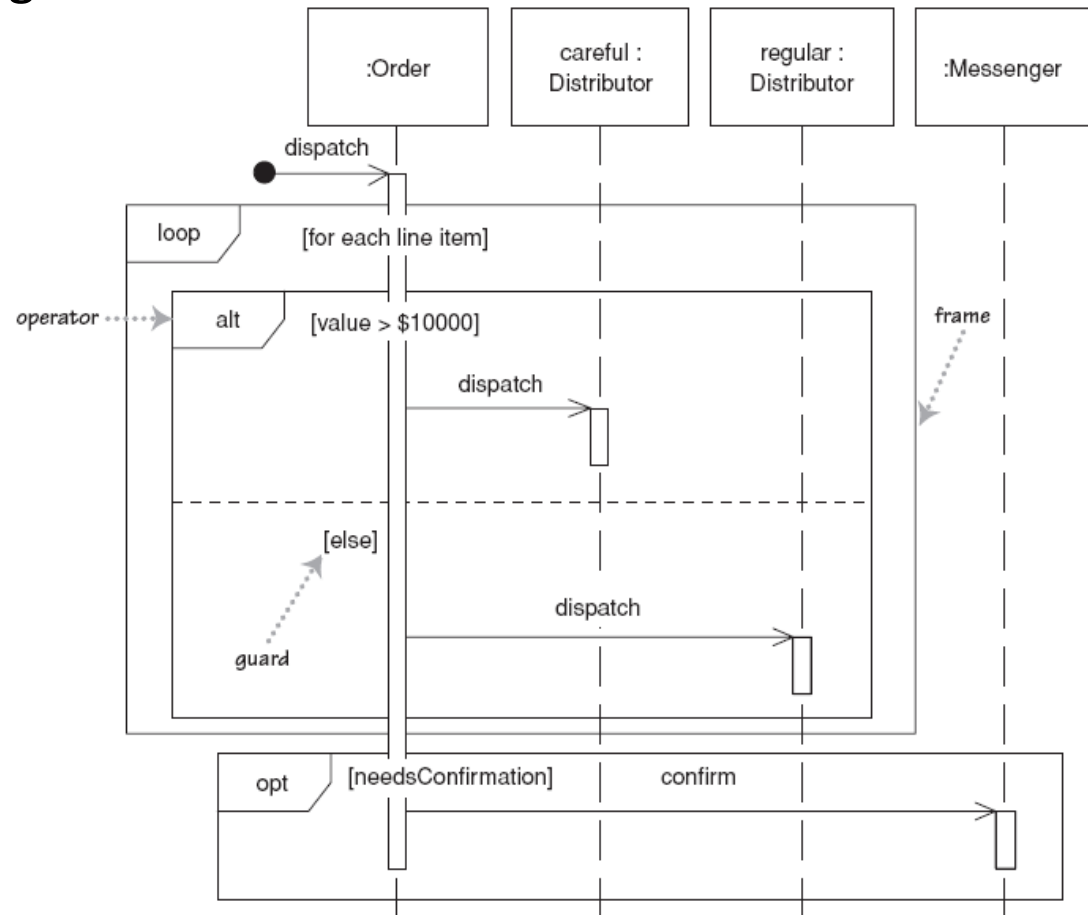 g
:Order
careful :
Distributor
regular :
Distributor
:Messenger
dispatch
loop
[for each line item]
operator
alt
[value > $10000]
frame
dispatch
[else]
dispatch
guard
opt
[needsConfirmation]
confirm